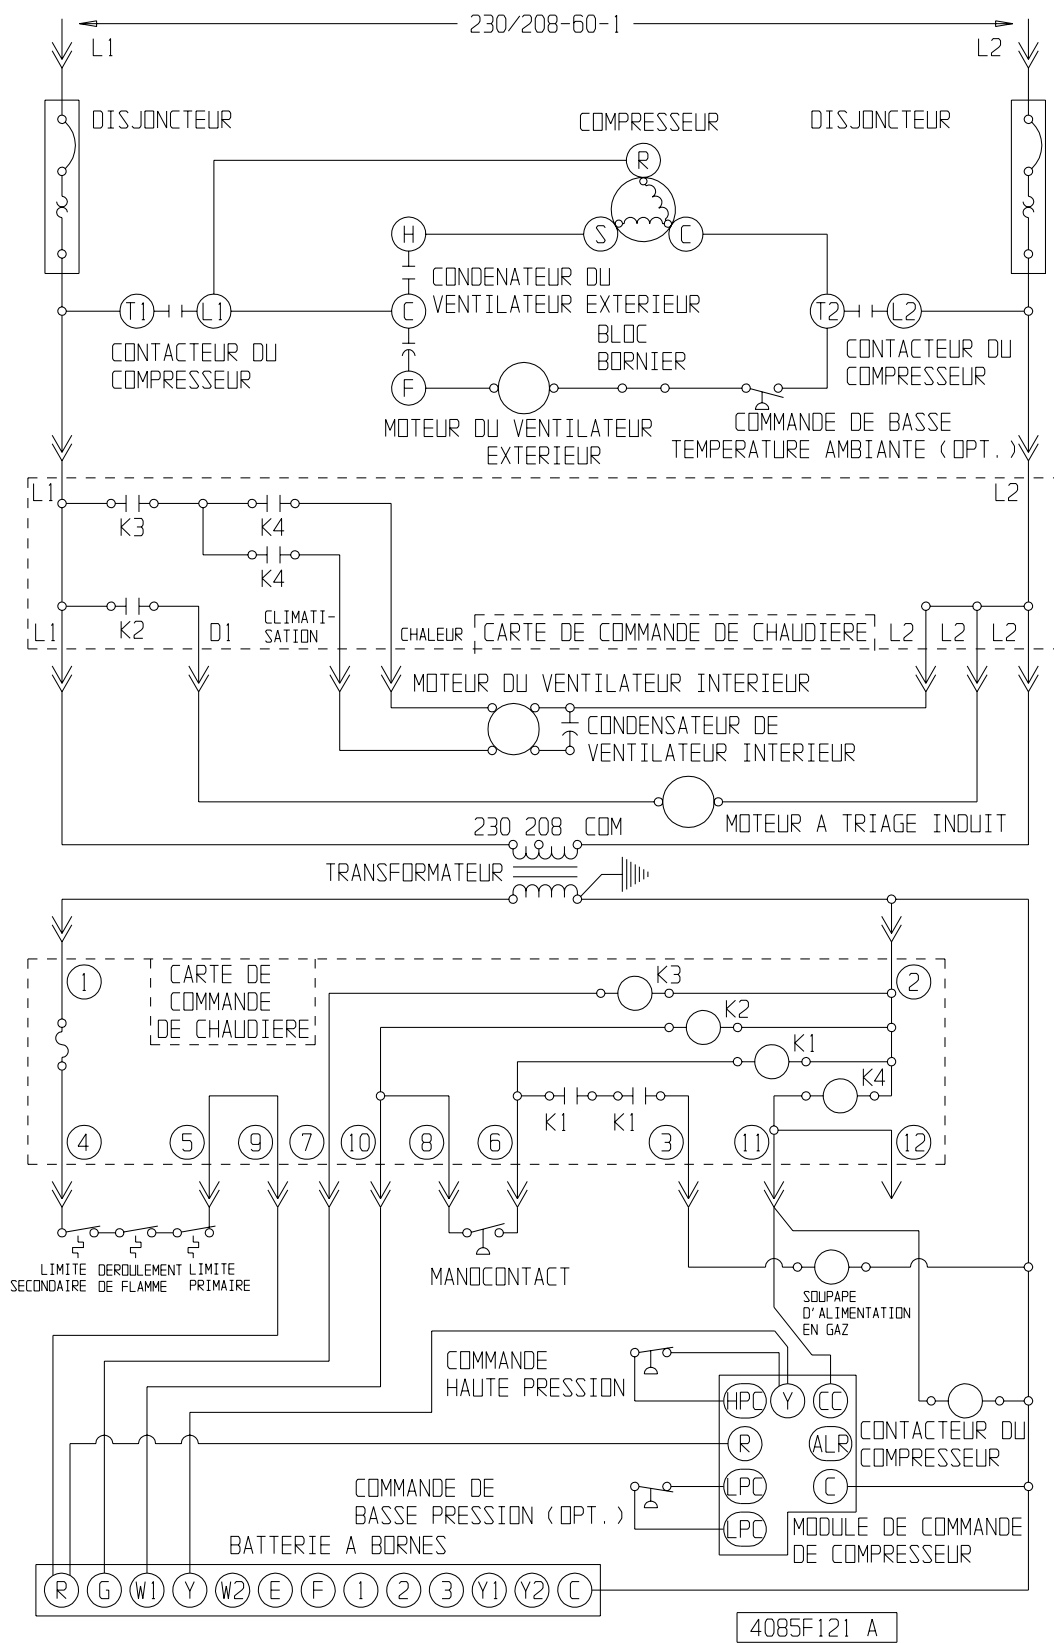 230/208-60-1
L1
L2
DISJONCTEUR
COMPRESSEUR
DISJONCTEUR
R
H
S
C
CONDENATEUR DU
VENTILATEUR EXTERIEUR
T1
L1
C
T2
L2
BLOC
BORNIER
CONTACTEUR DU
COMPRESSEUR
CONTACTEUR DU
COMPRESSEUR
F
MOTEUR DU VENTILATEUR
EXTERIEUR
COMMANDE DE BASSE
TEMPERATURE AMBIANTE (OPT.)
L1
L2
K3
K4
K4
L1
K2
D1
CLIMATI-
SATION
CHALEUR
CARTE DE COMMANDE DE CHAUDIERE
L2
L2
L2
MOTEUR DU VENTILATEUR INTERIEUR
CONDENSATEUR DE
VENTILATEUR INTERIEUR
MOTEUR A TRIAGE INDUIT
230 208 COM
TRANSFORMATEUR
1
CARTE DE
COMMANDE
DE CHAUDIERE
K3
2
K2
K1
K4
K1
K1
4
5
9
7
10
8
6
3
11
12
LIMITE
SECONDAIRE
DEROULEMENT
DE FLAMME
LIMITE
PRIMAIRE
MANOCONTACT
SOUPAPE
D'ALIMENTATION
EN GAZ
COMMANDE
HAUTE PRESSION
HPC
Y
CC
CONTACTEUR DU
COMPRESSEUR
R
ALR
COMMANDE DE
BASSE PRESSION (OPT.)
LPC
C
LPC
MODULE DE COMMANDE
DE COMPRESSEUR
BATTERIE A BORNES
R G W1 Y W2 E F 1 2 3 Y1 Y2 C
4085F121 A